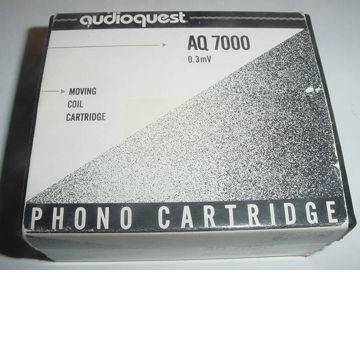 audioquest
AQ 7000
0.3mV
MOVING
COIL
CARTRIDGE
PHONO CARTRIDGE